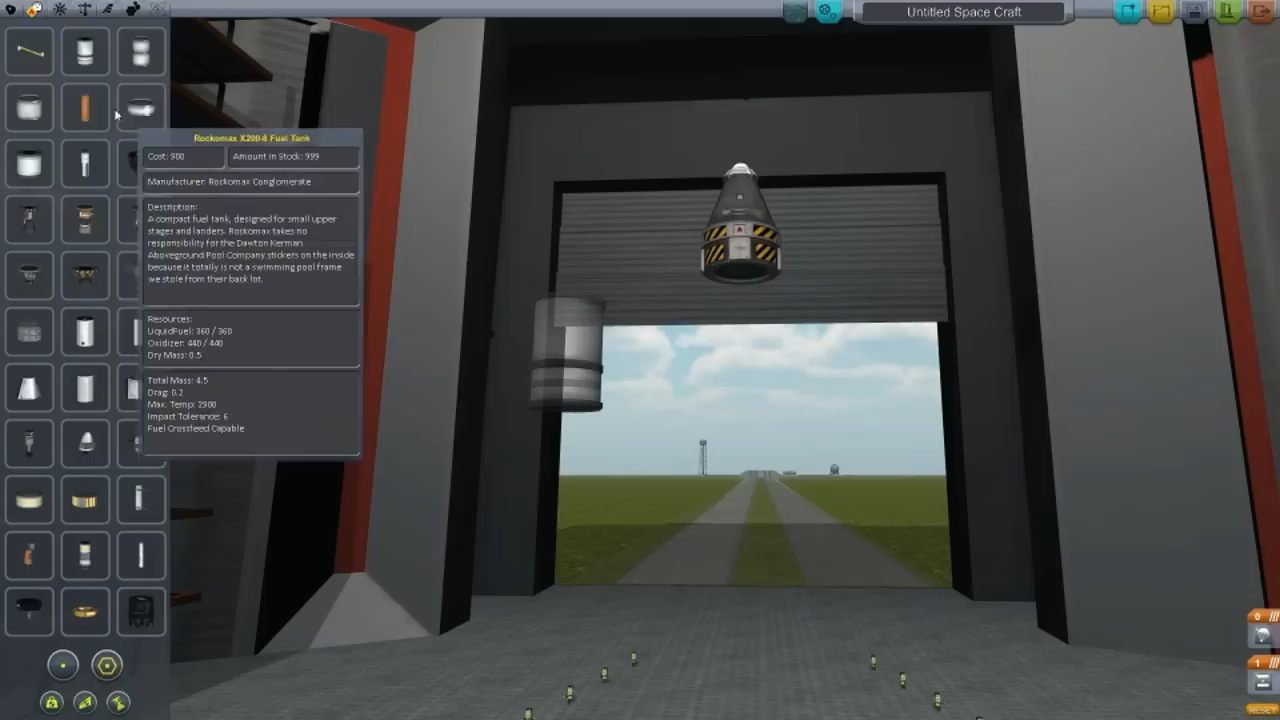 Untitled Space Craft
Rockomax X200-8 Fuel Tank
Cost: 900
Amount in Stock: 999
Manufacturer: Rockomax Conglomerate
Description:
A compact fuel tank, designed for small upper
stages and landers. Rockomax takes no
responsibility for the Dawton Kerman
Aboveground Pool Company stickers on the inside
because it totally is not a swimming pool frame
we stole from their back lot.
Resources:
LiquidFuel: 360 / 360
Oxidizer: 440 / 440
Dry Mass: 0.5
Total Mass: 4.5
Drag: 0.2
Max. Temp: 2900
Impact Tolerance: 6
Fuel Crossfeed Capable
0
1
RESET